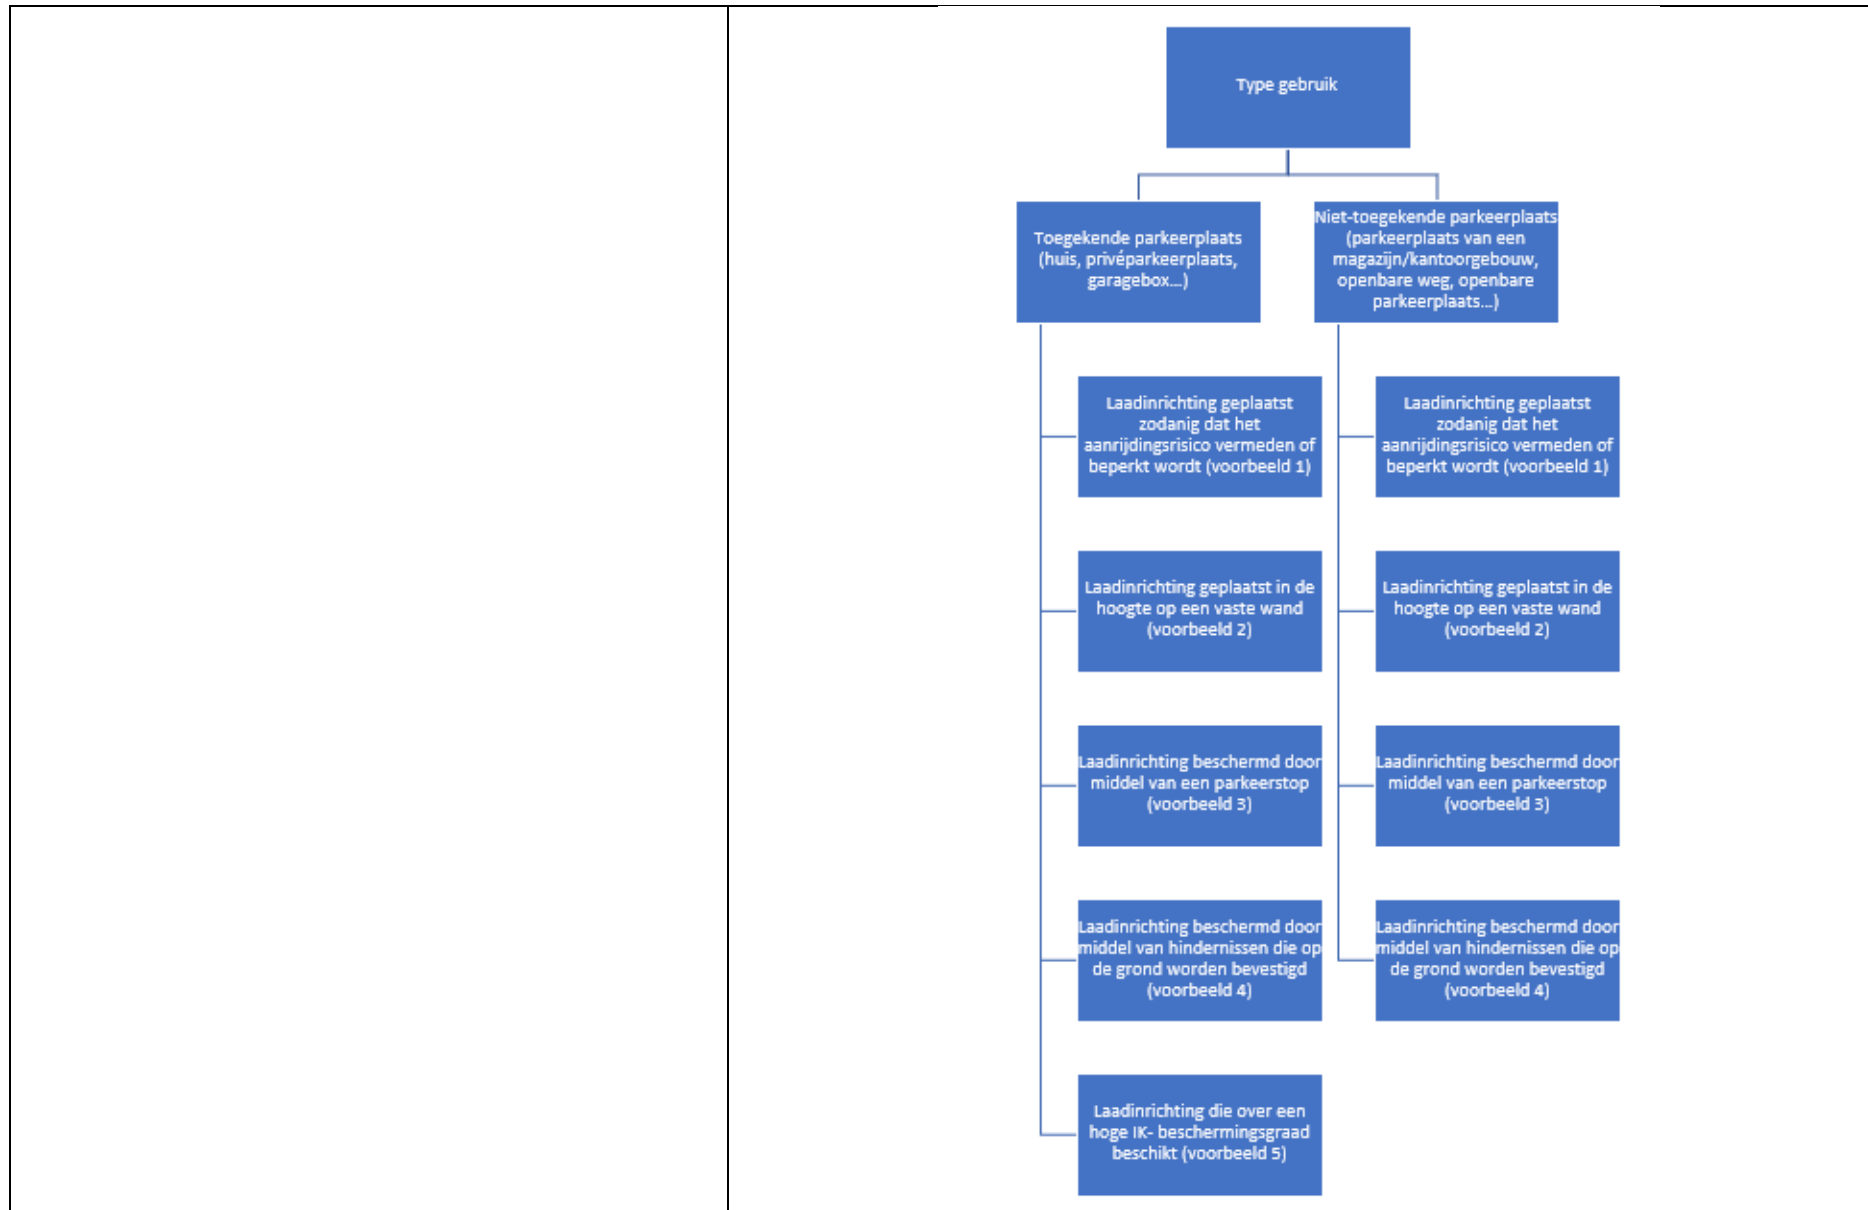 Type gebruik
Toegekende parkeerplaats
(huis, privéparkeerplaats,
garagebox...)
Niet-toegekende parkeerplaats
(parkeerplaats van een
magazijn/kantoorgebouw,
openbare weg, openbare
parkeerplaats...)
Laadinrichting geplaatst
zodanig dat het
aanrijdingsrisico vermeden of
beperkt wordt (voorbeeld 1)
Laadinrichting geplaatst
zodanig dat het
aanrijdingsrisico vermeden of
beperkt wordt (voorbeeld 1)
Laadinrichting geplaatst in de
hoogte op een vaste wand
(voorbeeld 2)
Laadinrichting geplaatst in de
hoogte op een vaste wand
(voorbeeld 2)
Laadinrichting beschermd door
middel van een parkeerstop
(voorbeeld 3)
Laadinrichting beschermd door
middel van een parkeerstop
(voorbeeld 3)
Laadinrichting beschermd door
middel van hindernissen die op
de grond worden bevestigd
(voorbeeld 4)
Laadinrichting beschermd door
middel van hindernissen die op
de grond worden bevestigd
(voorbeeld 4)
Laadinrichting die over een
hoge IK- beschermingsgraad
beschikt (voorbeeld 5)